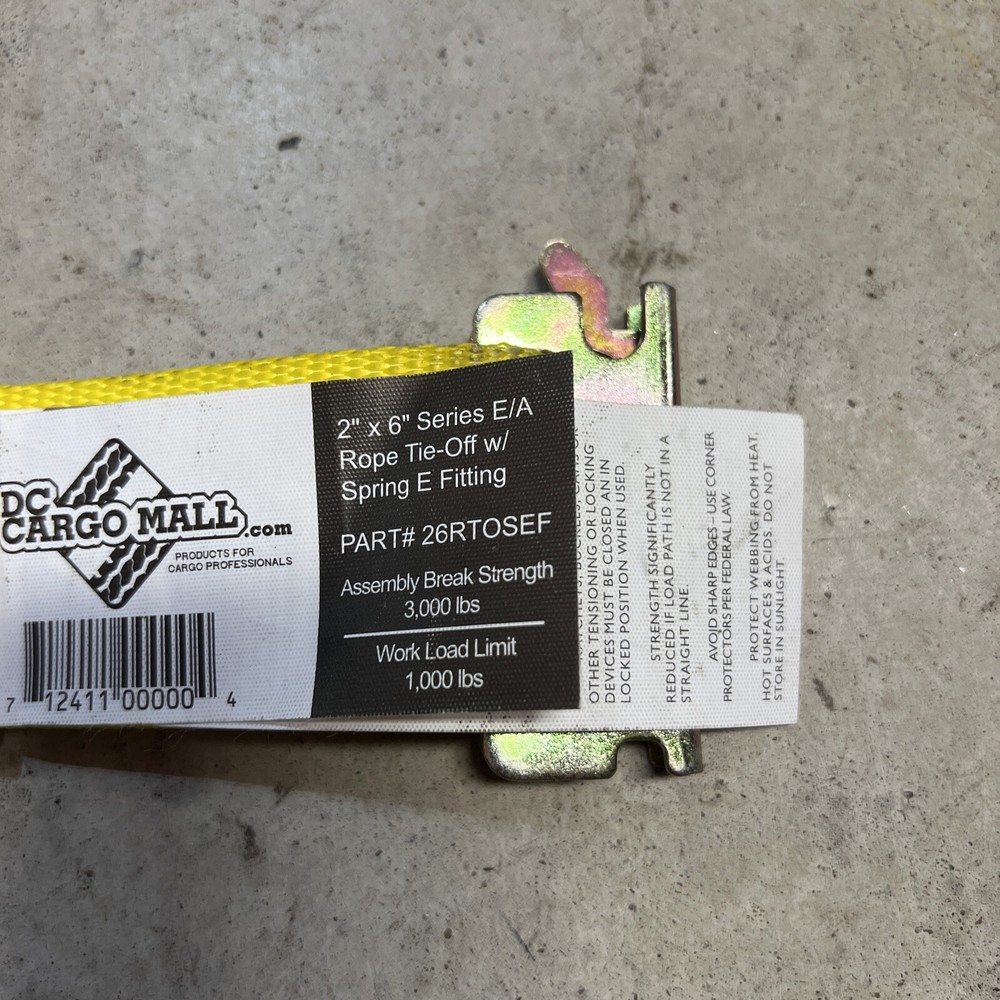 DC
CARGO MALL.com
PRODUCTS FOR
CARGO PROFESSIONALS
7 12411 00000 4
2" x 6" Series E/A
Rope Tie-Off w/
Spring E Fitting
PART# 26RTOSEF
Assembly Break Strength
3,000 lbs
Work Load Limit
1,000 lbs
OTHER TENSIONING OR LOCKING
DEVICES MUST BE CLOSED AN IN
LOCKED POSITION WHEN USED.
STRENGTH SIGNIFICANTLY
REDUCED IF LOAD PATH IS NOT IN A
STRAIGHT LINE.
AVOID SHARP EDGES – USE CORNER
PROTECTORS PER FEDERAL LAW.
PROTECT WEBBING FROM HEAT,
HOT SURFACES & ACIDS. DO NOT
STORE IN SUNLIGHT.